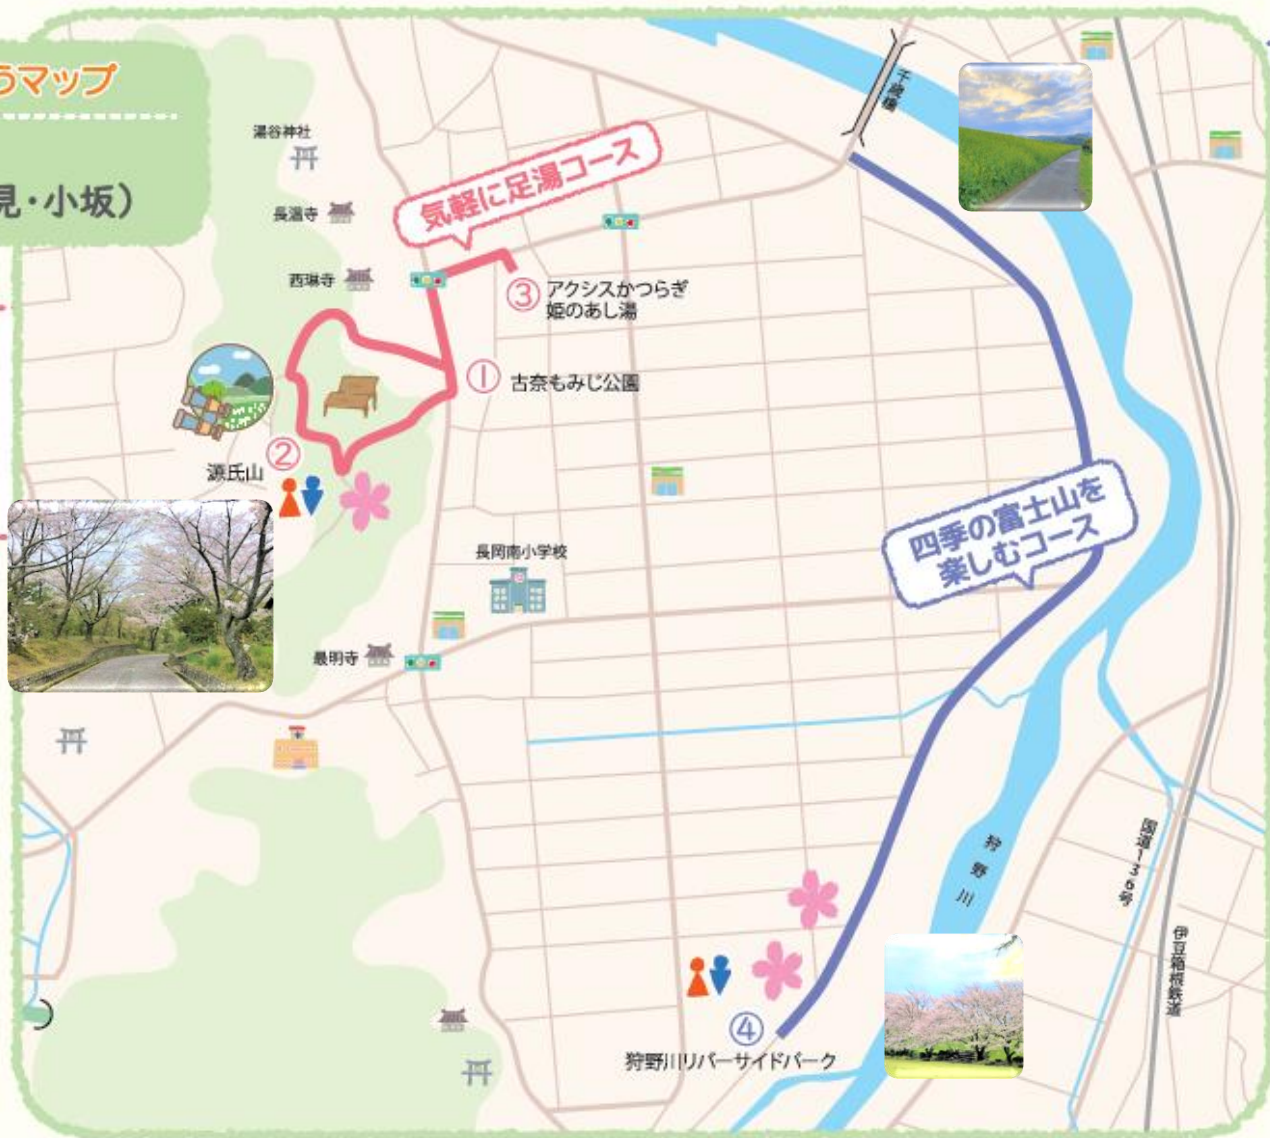 うマップ
見・小坂）
湯谷神社
長温寺
西琳寺
気軽に足湯コース
千歳橋
③
アクシスかつらぎ
姫のあし湯
①
古奈もみじ公園
②
源氏山
四季の富士山を
楽しむコース
長岡南小学校
最明寺
狩野川
国道136号
伊豆箱根鉄道
④
狩野川リバーサイドパーク